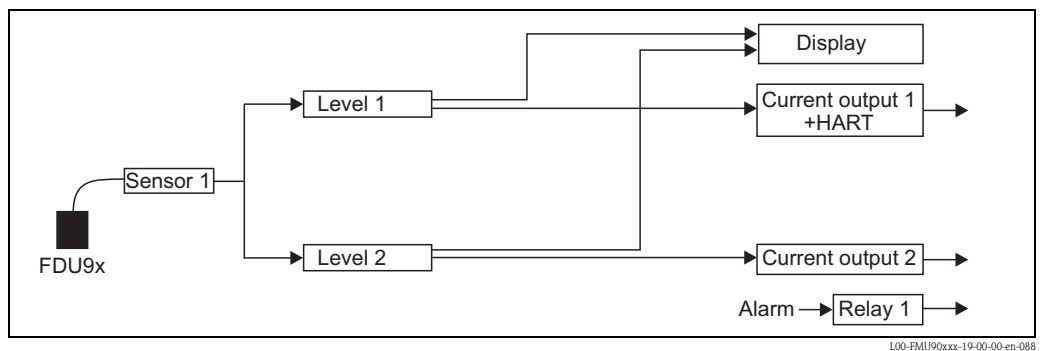 Display
Level 1
Current output 1
+HART
Sensor 1
FDU9x
Level 2
Current output 2
Alarm
Relay 1
L00-FMU90xxx-19-00-00-en-088